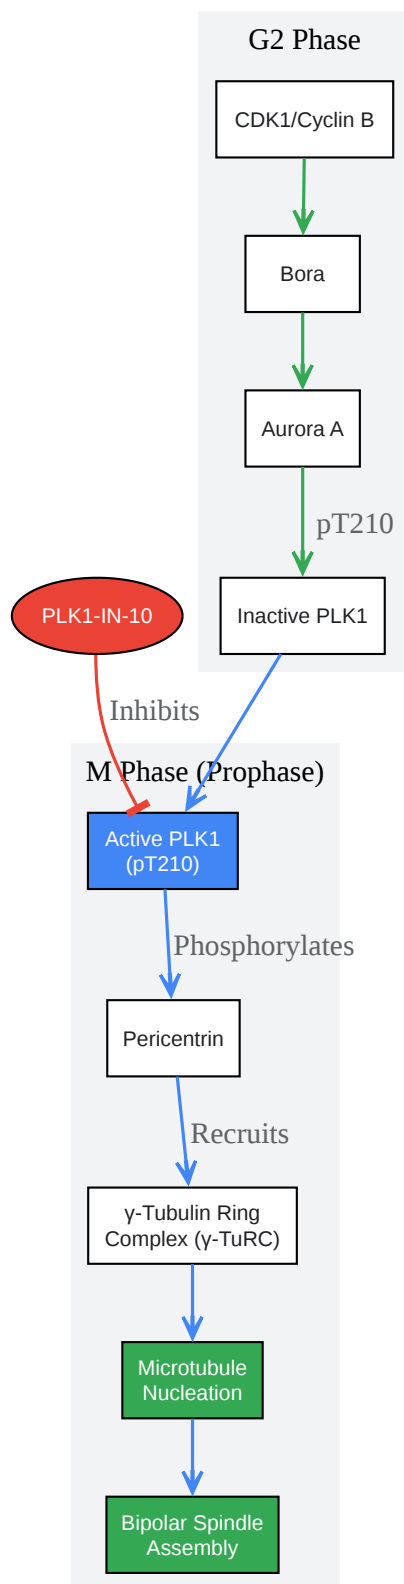 G2 Phase
CDK1/Cyclin B
Bora
Aurora A
pT210
PLK1-IN-10
Inactive PLK1
Inhibits
M Phase (Prophase)
Active PLK1
(pT210)
Phosphorylates
Pericentrin
Recruits
γ-Tubulin Ring
Complex (γ-TuRC)
Microtubule
Nucleation
Bipolar Spindle
Assembly